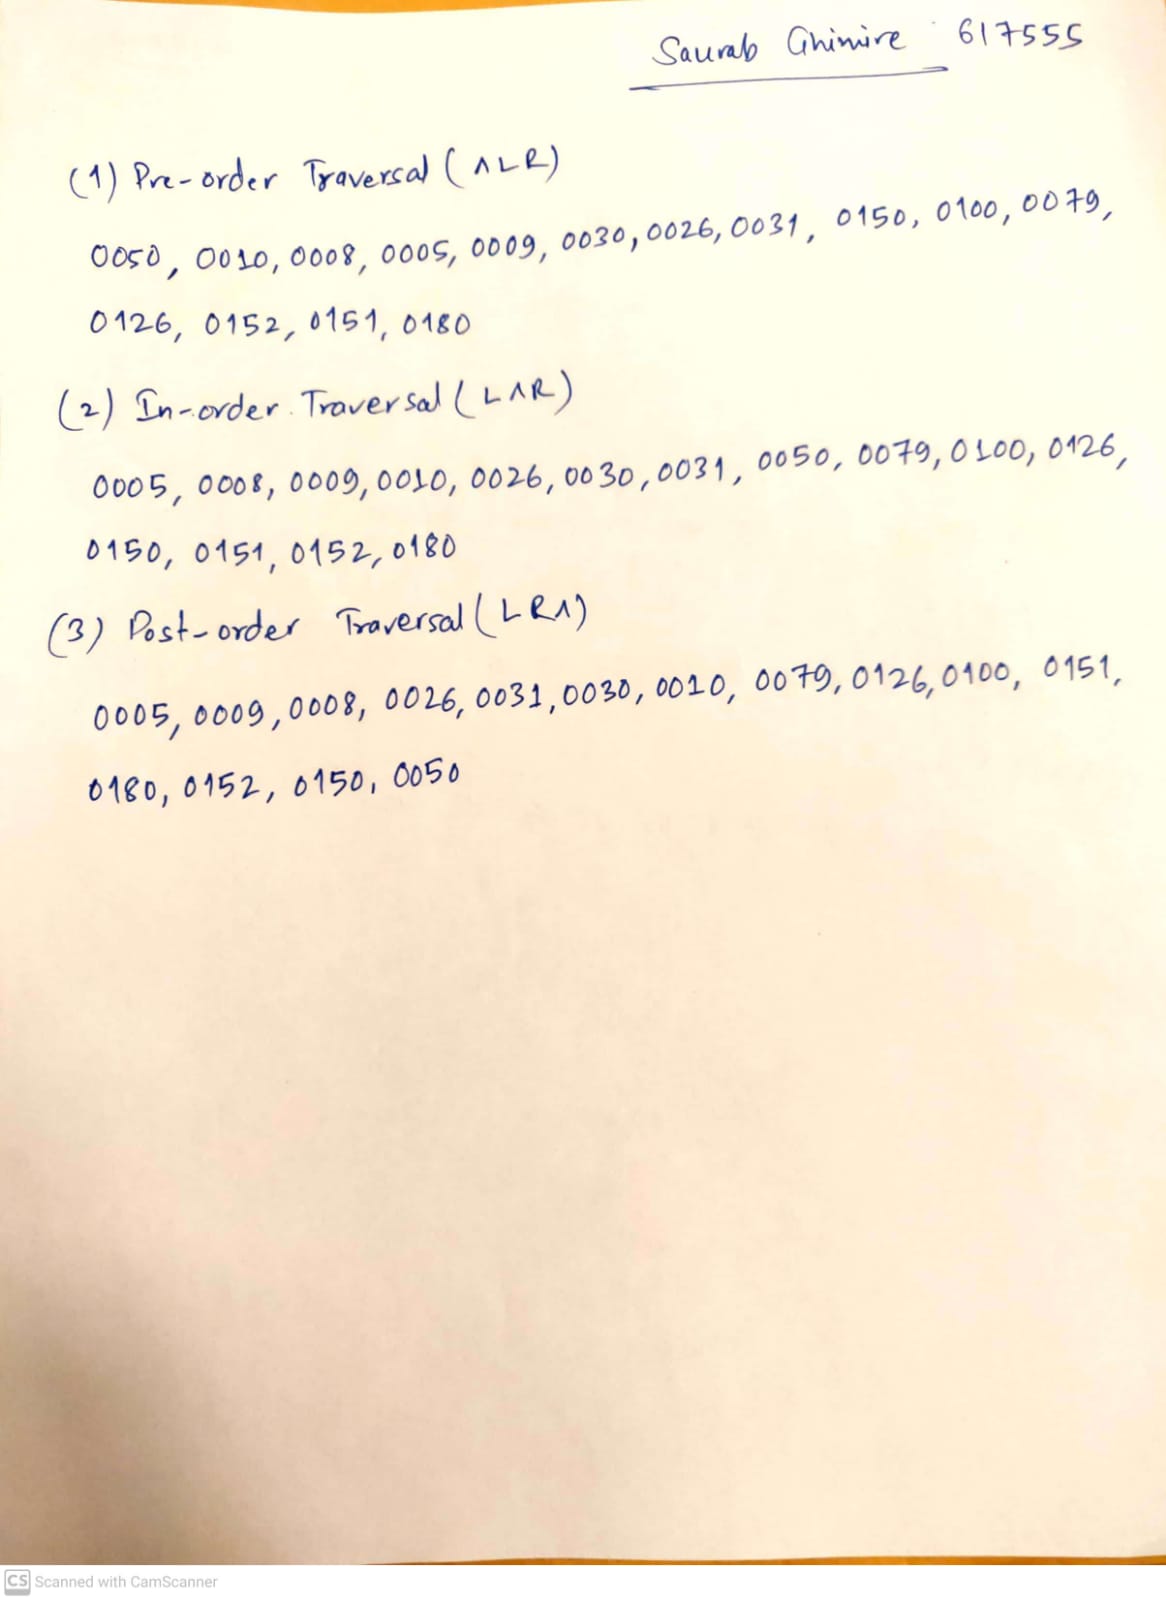 Saurab Ghimire 617555
(1) Pre-order Traversal (ΛLR)
0050, 0010, 0008, 0005, 0009, 0030, 0026, 0031, 0150, 0100, 0079,
0126, 0152, 0151, 0180
(2) In-order Traversal (LΛR)
0005, 0008, 0009, 0010, 0026, 0030, 0031, 0050, 0079, 0100, 0126,
0150, 0151, 0152, 0180
(3) Post-order Traversal (LRΛ)
0005, 0009, 0008, 0026, 0031, 0030, 0010, 0079, 0126, 0100, 0151,
0180, 0152, 0150, 0050
CS Scanned with CamScanner